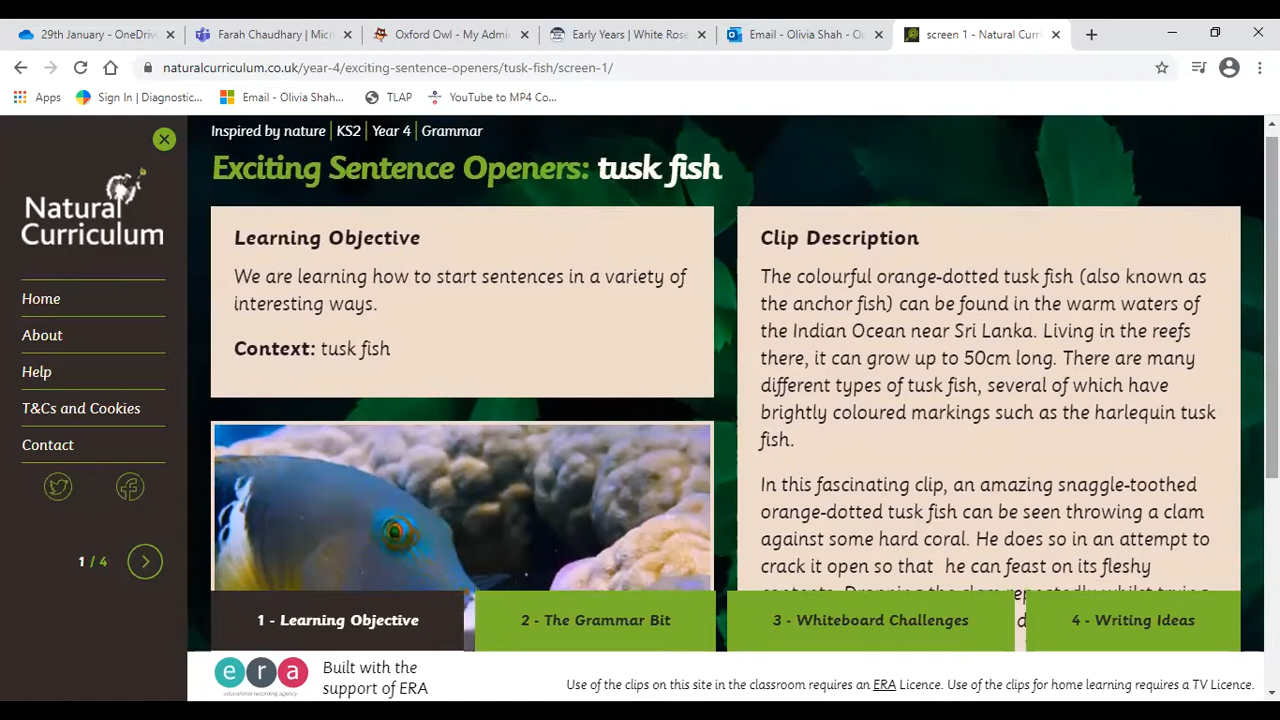 29th January - OneDriv
Farah Chaudhary | Micr
Oxford Owl - My Admi
Early Years | White Rose
Email - Olivia Shah - Ou
screen 1 - Natural Curri
naturalcurriculum.co.uk/year-4/exciting-sentence-openers/tusk-fish/screen-1/
Apps
Sign In | Diagnostic...
Email - Olivia Shah...
TLAP
YouTube to MP4 Co...
Inspired by nature | KS2 | Year 4 | Grammar
Exciting Sentence Openers: tusk fish
Natural
Curriculum
Home
About
Help
T&Cs and Cookies
Contact
1 / 4
Learning Objective
We are learning how to start sentences in a variety of
interesting ways.
Context: tusk fish
Clip Description
The colourful orange-dotted tusk fish (also known as
the anchor fish) can be found in the warm waters of
the Indian Ocean near Sri Lanka. Living in the reefs
there, it can grow up to 50cm long. There are many
different types of tusk fish, several of which have
brightly coloured markings such as the harlequin tusk
fish.
In this fascinating clip, an amazing snaggle-toothed
orange-dotted tusk fish can be seen throwing a clam
against some hard coral. He does so in an attempt to
crack it open so that he can feast on its fleshy
1 - Learning Objective
2 - The Grammar Bit
3 - Whiteboard Challenges
4 - Writing Ideas
era
educational recording agency
Built with the
support of ERA
Use of the clips on this site in the classroom requires an ERA Licence. Use of the clips for home learning requires a TV Licence.